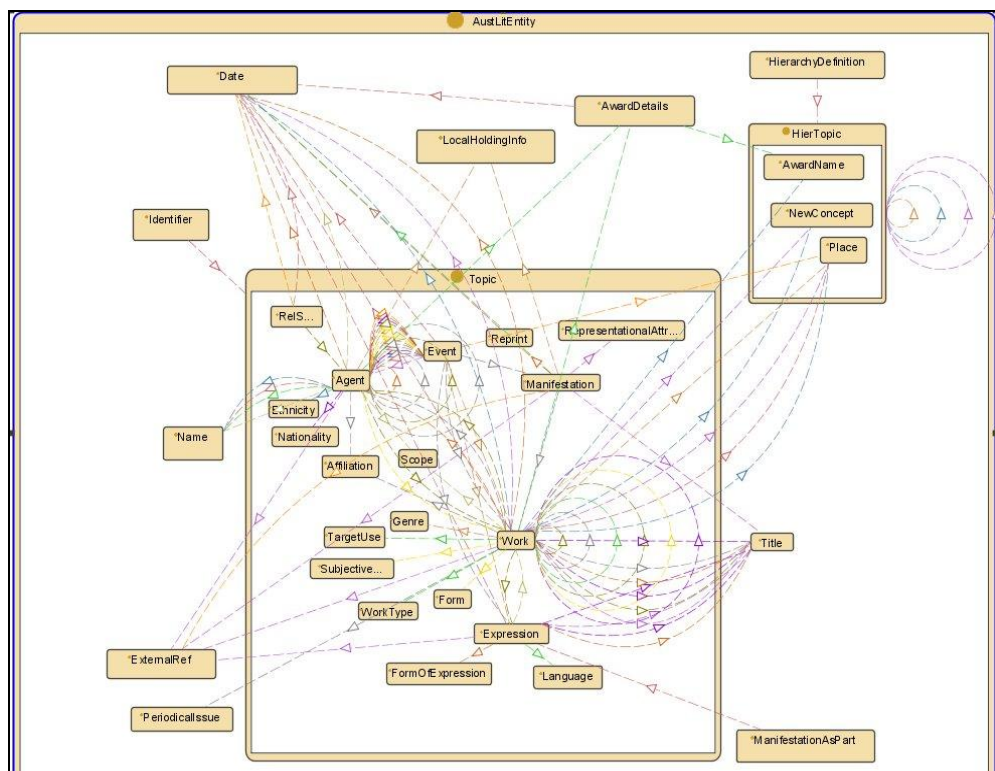 AustLitEntity
HierarchyDefinition
Date
AwardDetails
HierTopic
LocalHoldingInfo
AwardName
NewConcept
Identifier
Place
Topic
RelS...
RepresentationalAttr...
Reprint
Event
Agent
Manifestation
Ethnicity
Name
Nationality
Affiliation
Scope
Genre
TargetUse
Work
Title
Subjective...
Form
WorkType
Expression
ExternalRef
FormOfExpression
Language
PeriodicalIssue
ManifestationAsPart